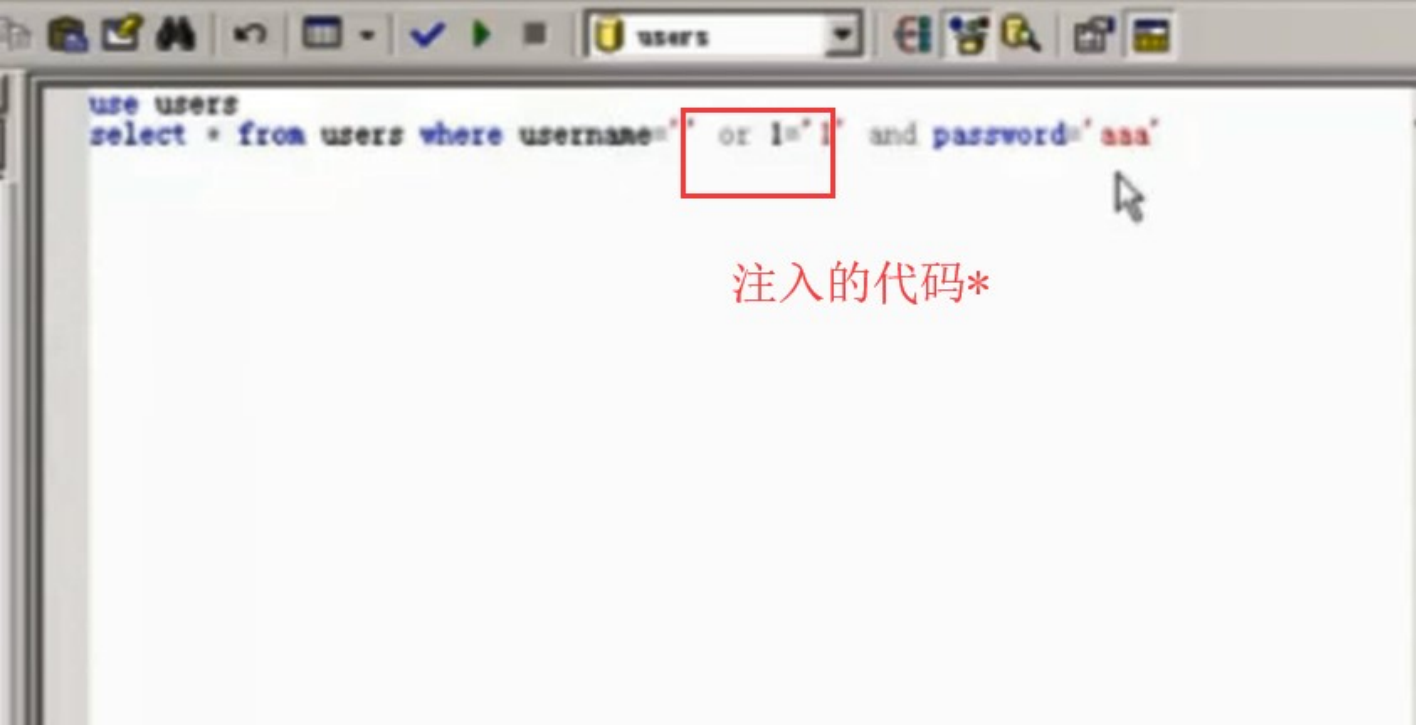 users
use users
select * from users where username='' or 1='1' and password='aaa'
注入的代码*